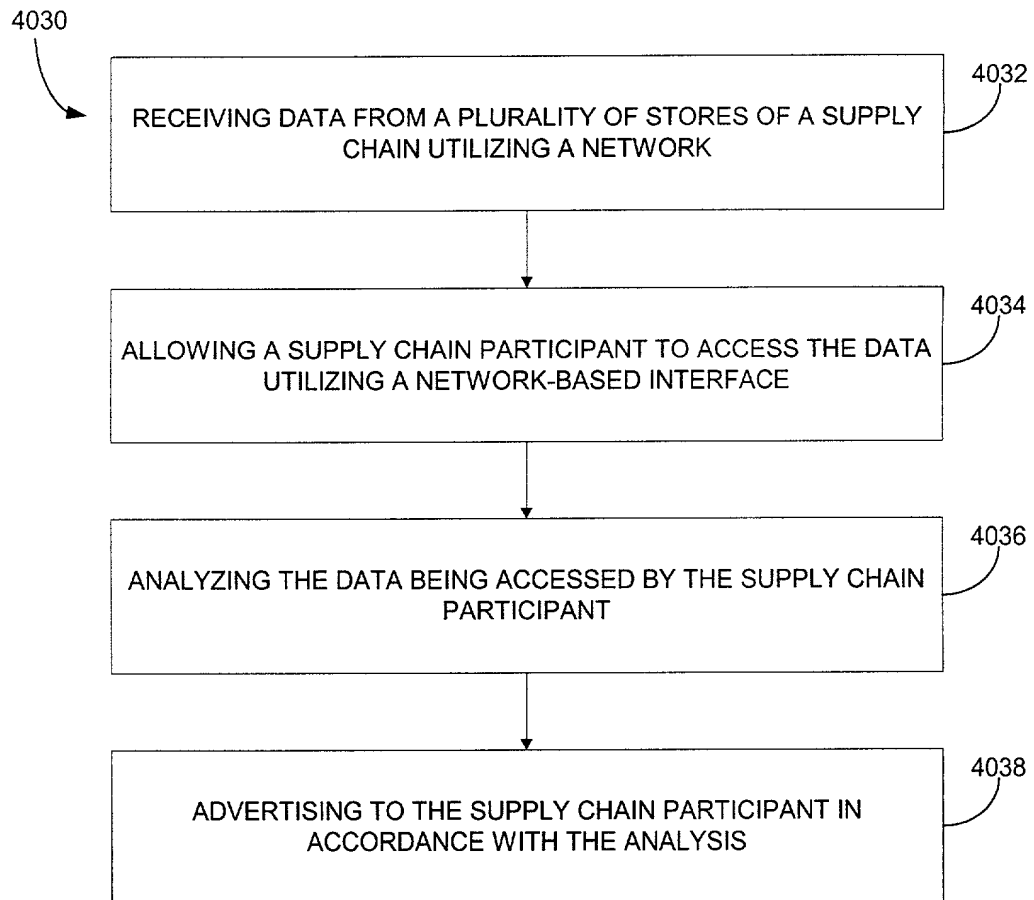 4030
4032
RECEIVING DATA FROM A PLURALITY OF STORES OF A SUPPLY
CHAIN UTILIZING A NETWORK
4034
ALLOWING A SUPPLY CHAIN PARTICIPANT TO ACCESS THE DATA
UTILIZING A NETWORK-BASED INTERFACE
4036
ANALYZING THE DATA BEING ACCESSED BY THE SUPPLY CHAIN
PARTICIPANT
4038
ADVERTISING TO THE SUPPLY CHAIN PARTICIPANT IN
ACCORDANCE WITH THE ANALYSIS